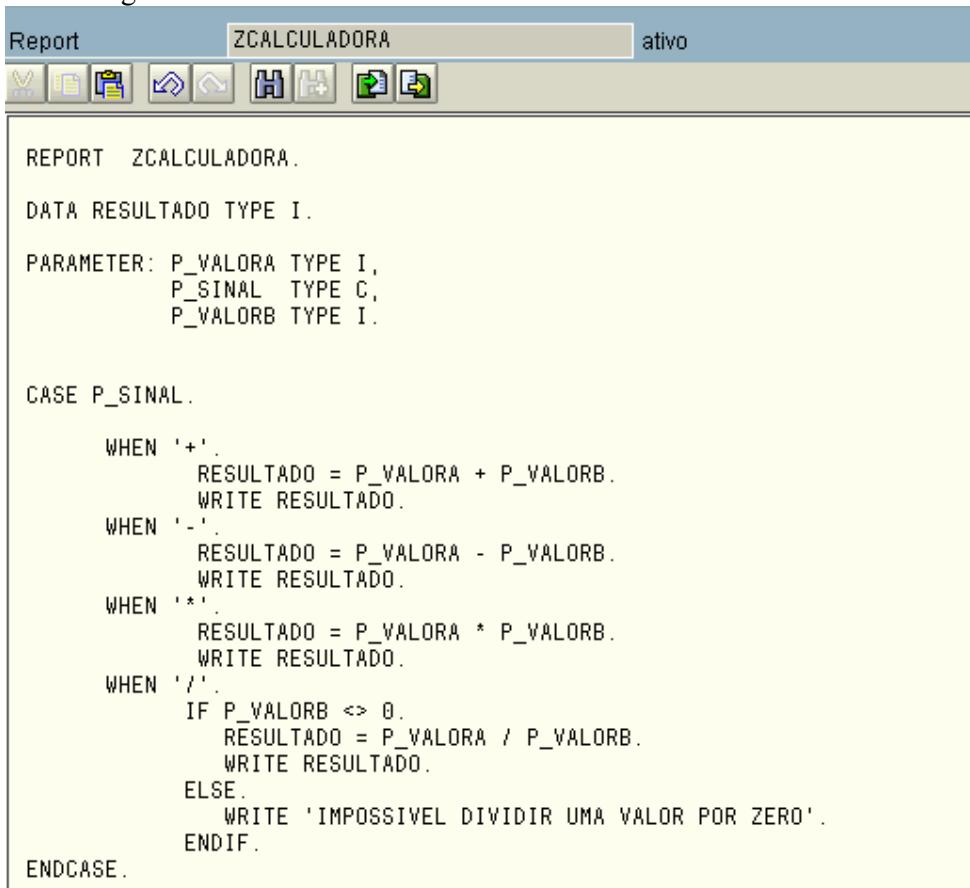 Report ZCALCULADORA ativo
REPORT ZCALCULADORA.
DATA RESULTADO TYPE I.
PARAMETER: P_VALORA TYPE I,
P_SINAL TYPE C,
P_VALORB TYPE I.
CASE P_SINAL.
WHEN '+'.
RESULTADO = P_VALORA + P_VALORB.
WRITE RESULTADO.
WHEN '-'.
RESULTADO = P_VALORA - P_VALORB.
WRITE RESULTADO.
WHEN '*'.
RESULTADO = P_VALORA * P_VALORB.
WRITE RESULTADO.
WHEN '/'.
IF P_VALORB <> 0.
RESULTADO = P_VALORA / P_VALORB.
WRITE RESULTADO.
ELSE.
WRITE 'IMPOSSIVEL DIVIDIR UMA VALOR POR ZERO'.
ENDIF.
ENDCASE.